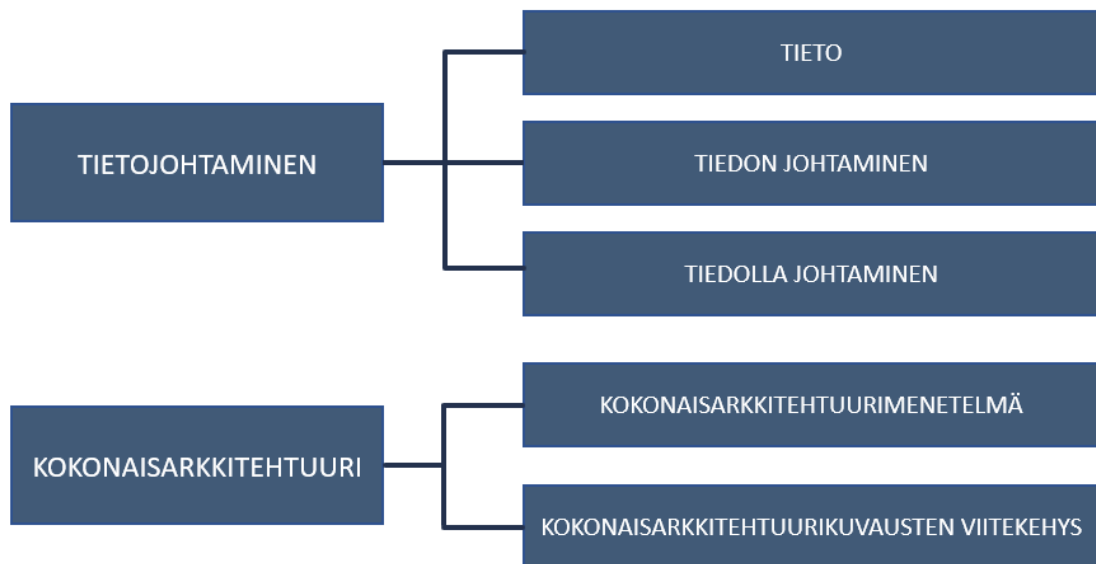 TIETOJOHTAMINEN
TIETO
TIEDON JOHTAMINEN
TIEDOLLA JOHTAMINEN
KOKONAISARKKITEHTUURI
KOKONAISARKKITEHTUURIMENETELMÄ
KOKONAISARKKITEHTUURIKUVAUSTEN VIITEKEHYS